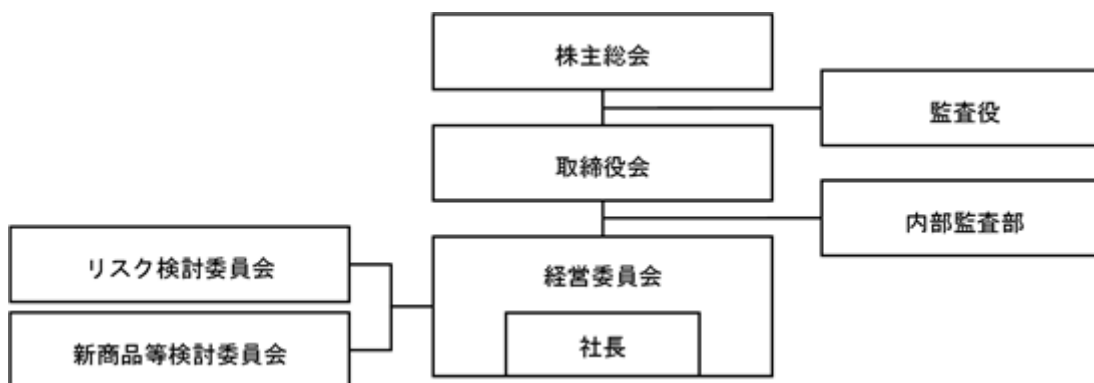 株主総会
監査役
取締役会
内部監査部
リスク検討委員会
経営委員会
新商品等検討委員会
社長